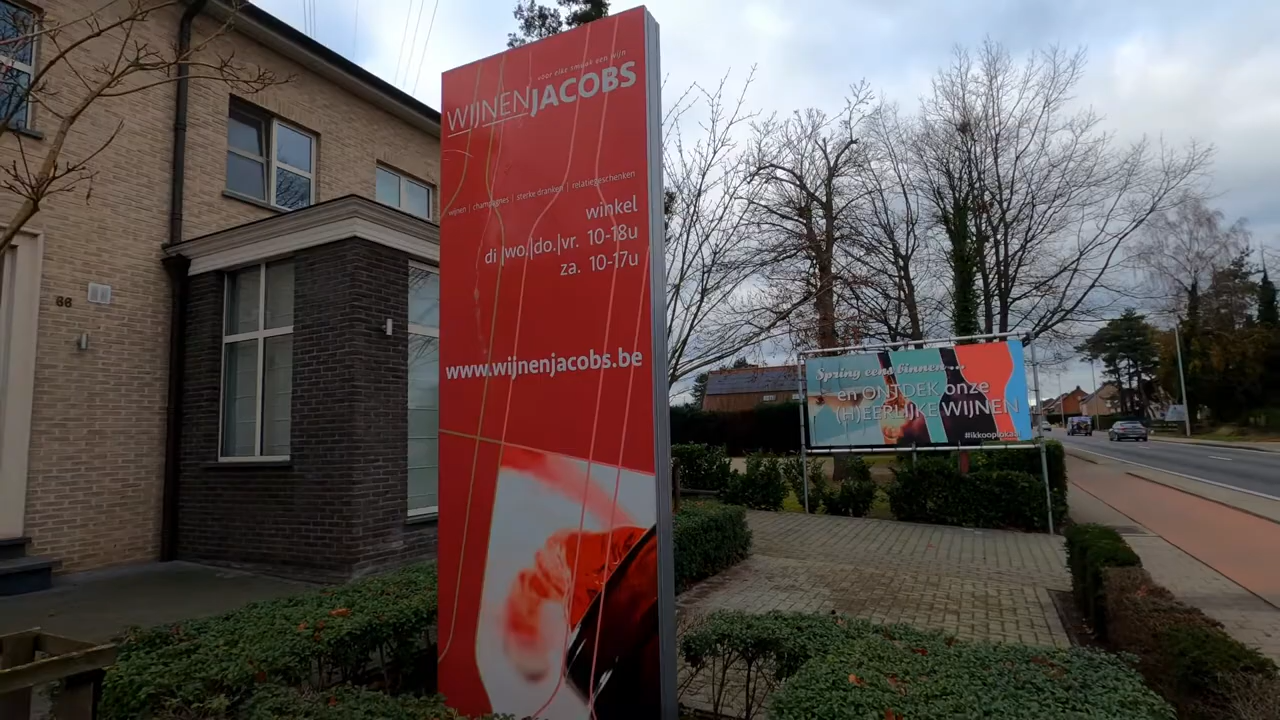 66
voor elke smaak een wijn
WIJNENJACOBS
wijnen | champagnes | sterke dranken | relatiegeschenken
winkel
di |wo.|do.|vr. 10-18u
za. 10-17u
www.wijnenjacobs.be
Spring eens binnen...
en ONTDEK onze
(H)EERLIJKE WIJNEN
#ikkooplokaal